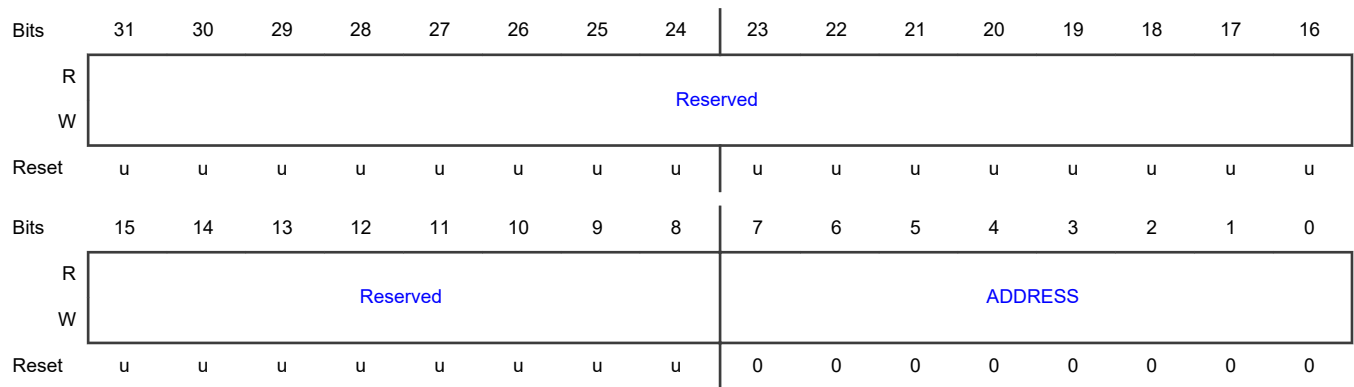 Bits 31 30 29 28 27 26 25 24 23 22 21 20 19 18 17 16
R
Reserved
W
Reset u u u u u u u u u u u u u u u u
Bits 15 14 13 12 11 10 9 8 7 6 5 4 3 2 1 0
R
Reserved ADDRESS
W
Reset u u u u u u u u 0 0 0 0 0 0 0 0